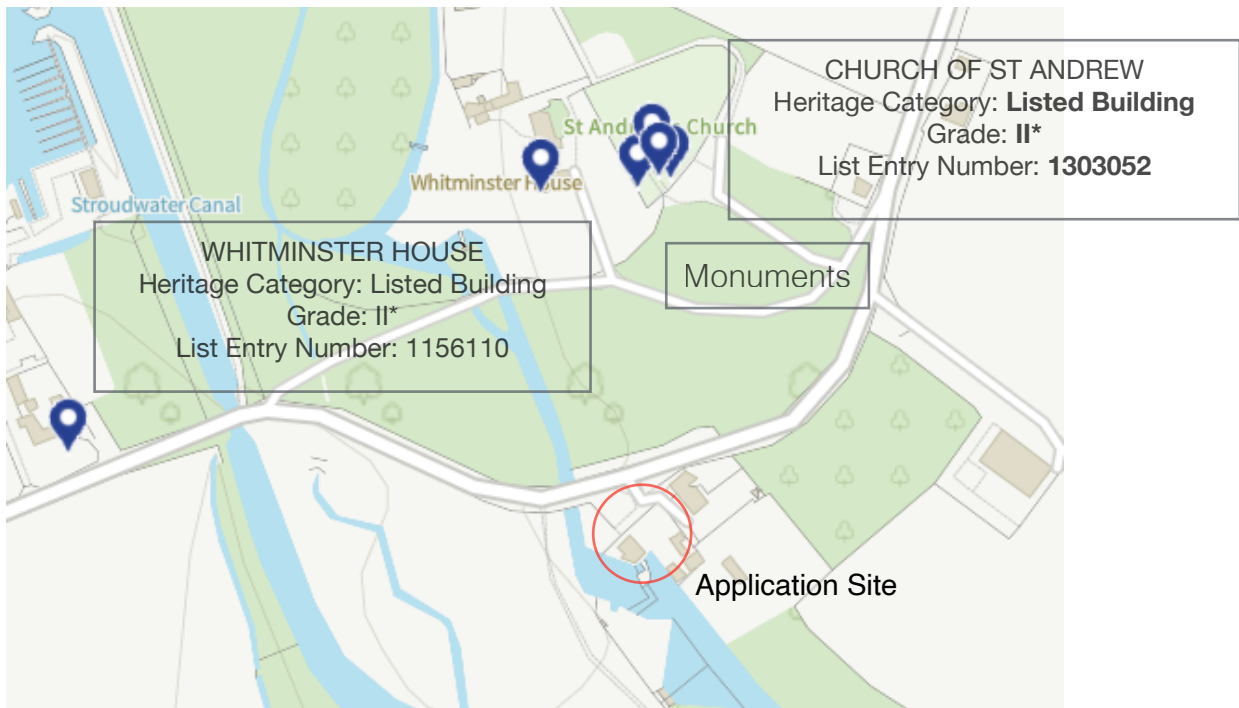 CHURCH OF ST ANDREW
Heritage Category: Listed Building
Grade: II*
List Entry Number: 1303052
St Andrews Church
Whitminster House
Stroudwater Canal
WHITMINSTER HOUSE
Heritage Category: Listed Building
Grade: II*
List Entry Number: 1156110
Monuments
Application Site